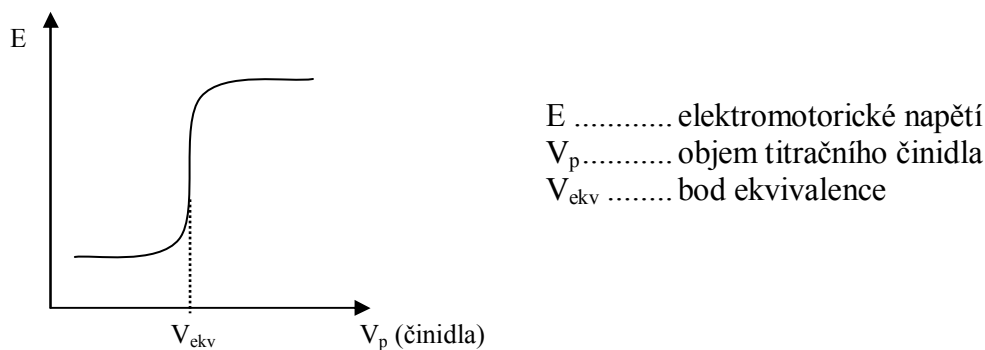 E
E ............ elektromotorické napětí
Vp............ objem titračního činidla
Vekv ........ bod ekvivalence
Vekv
Vp (činidla)